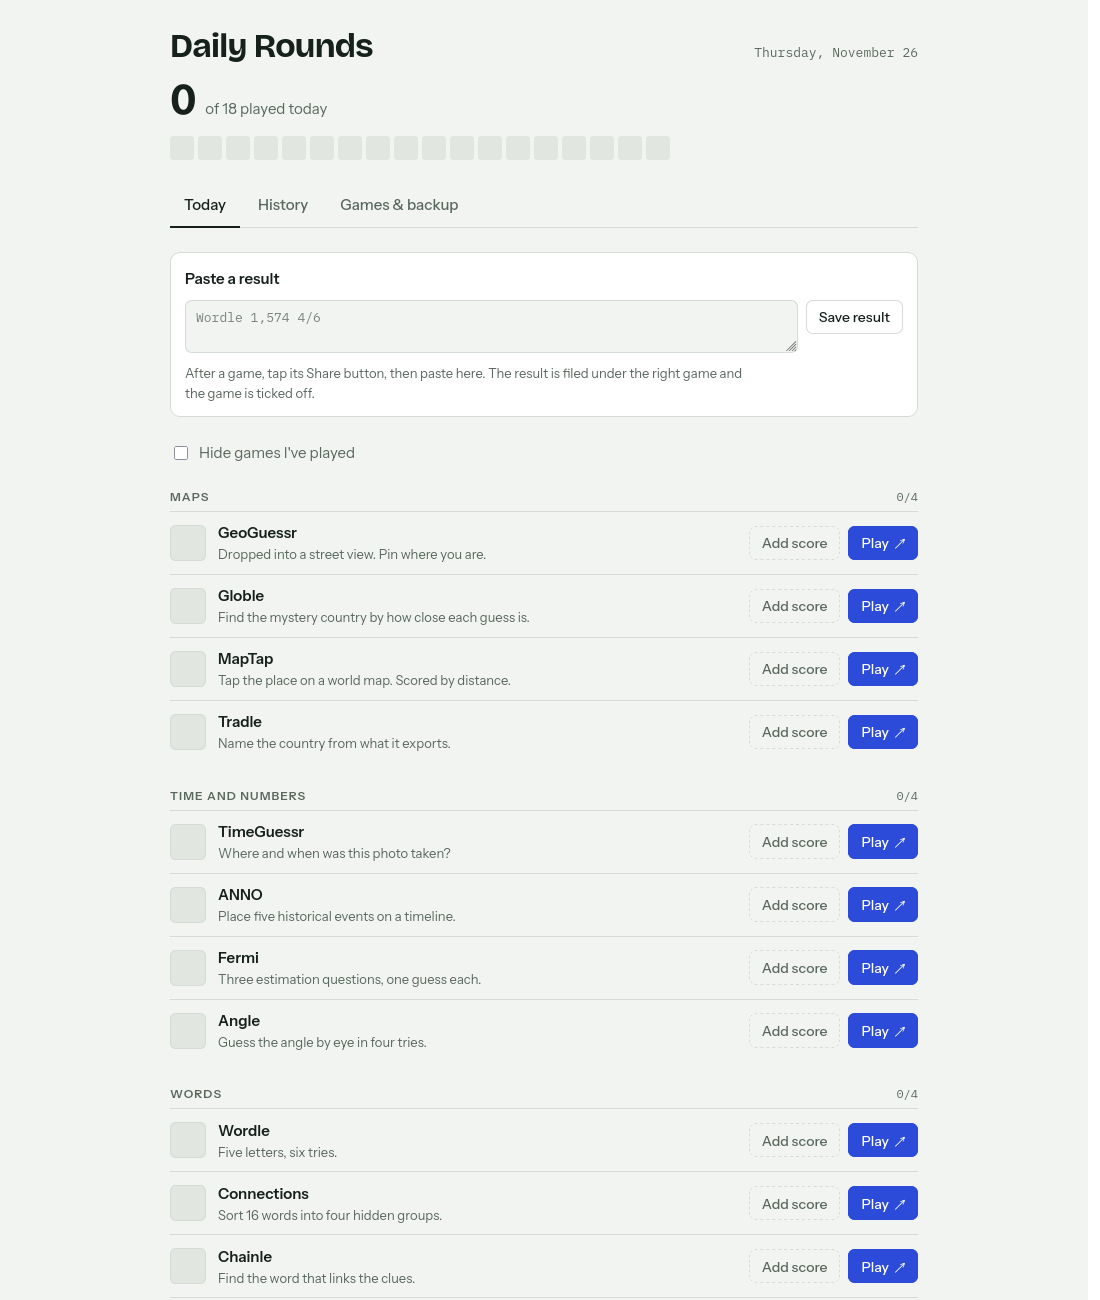 Daily Rounds
Thursday, November 26
0 of 18 played today
Today History Games & backup
Paste a result
Wordle 1,574 4/6
Save result
After a game, tap its Share button, then paste here. The result is filed under the right game and
the game is ticked off.
Hide games I've played
MAPS 0/4
GeoGuessr
Dropped into a street view. Pin where you are.
Add score Play ↗
Globle
Find the mystery country by how close each guess is.
Add score Play ↗
MapTap
Tap the place on a world map. Scored by distance.
Add score Play ↗
Tradle
Name the country from what it exports.
Add score Play ↗
TIME AND NUMBERS 0/4
TimeGuessr
Where and when was this photo taken?
Add score Play ↗
ANNO
Place five historical events on a timeline.
Add score Play ↗
Fermi
Three estimation questions, one guess each.
Add score Play ↗
Angle
Guess the angle by eye in four tries.
Add score Play ↗
WORDS 0/4
Wordle
Five letters, six tries.
Add score Play ↗
Connections
Sort 16 words into four hidden groups.
Add score Play ↗
Chainle
Find the word that links the clues.
Add score Play ↗